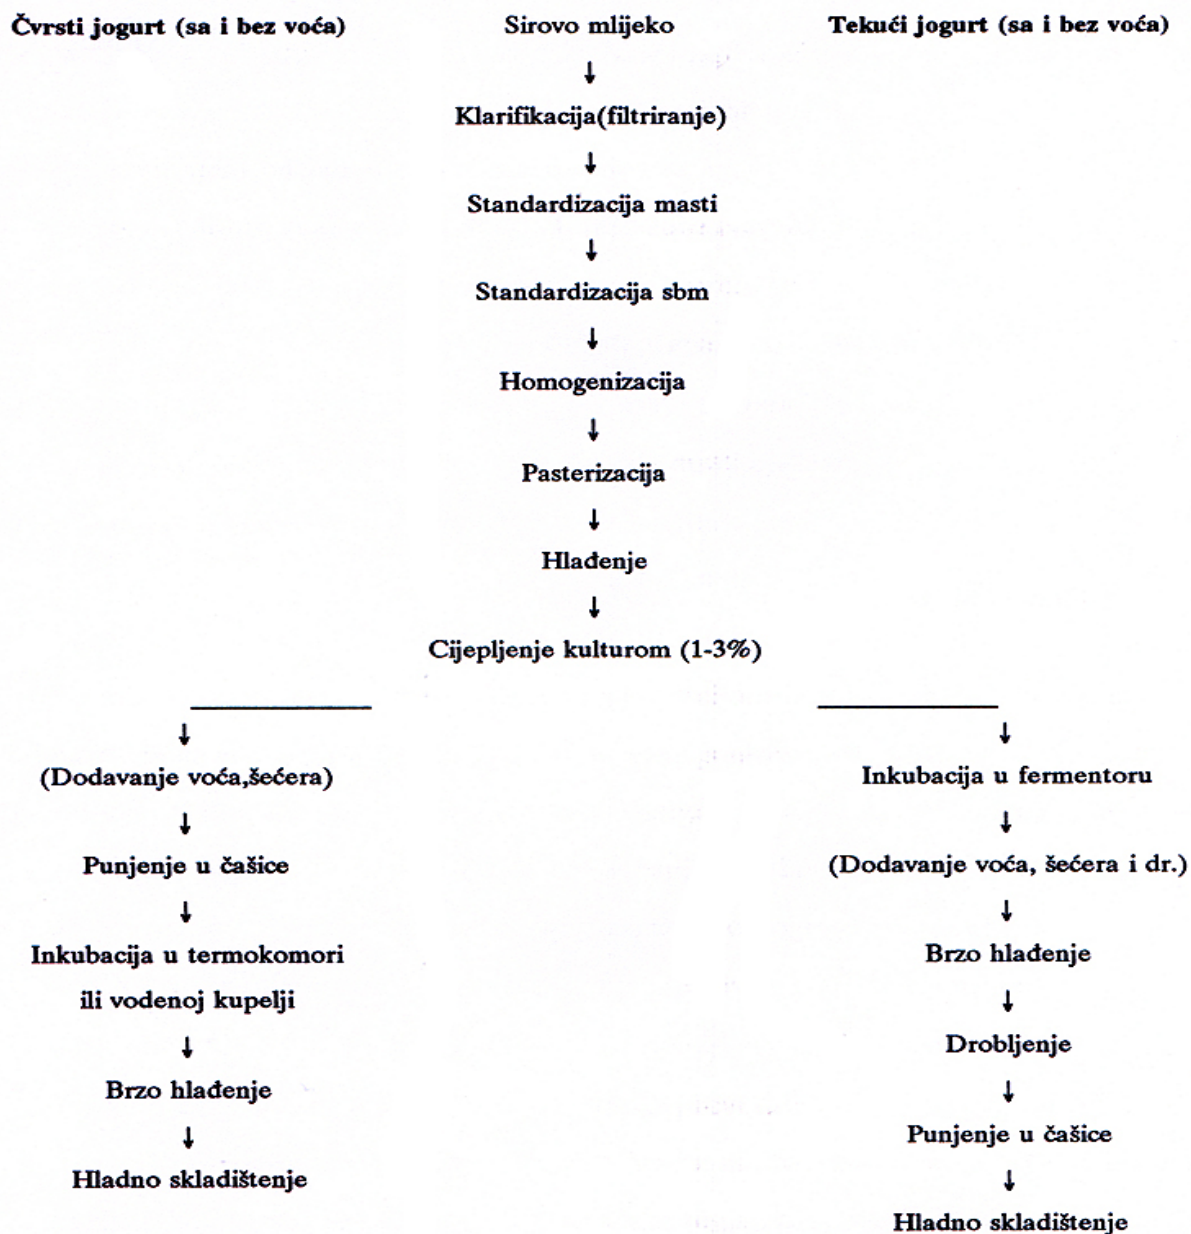 Čvrsti jogurt (sa i bez voća)
Sirovo mlijeko
Tekući jogurt (sa i bez voća)
Klarifikacija(filtriranje)
Standardizacija masti
Standardizacija sbm
Homogenizacija
Pasterizacija
Hlađenje
Cijepljenje kulturom (1-3%)
(Dodavanje voća,šećera)
Punjenje u čašice
Inkubacija u termokomori
ili vodenoj kupelji
Brzo hlađenje
Hladno skladištenje
Inkubacija u fermentoru
(Dodavanje voća, šećera i dr.)
Brzo hlađenje
Drobljenje
Punjenje u čašice
Hladno skladištenje